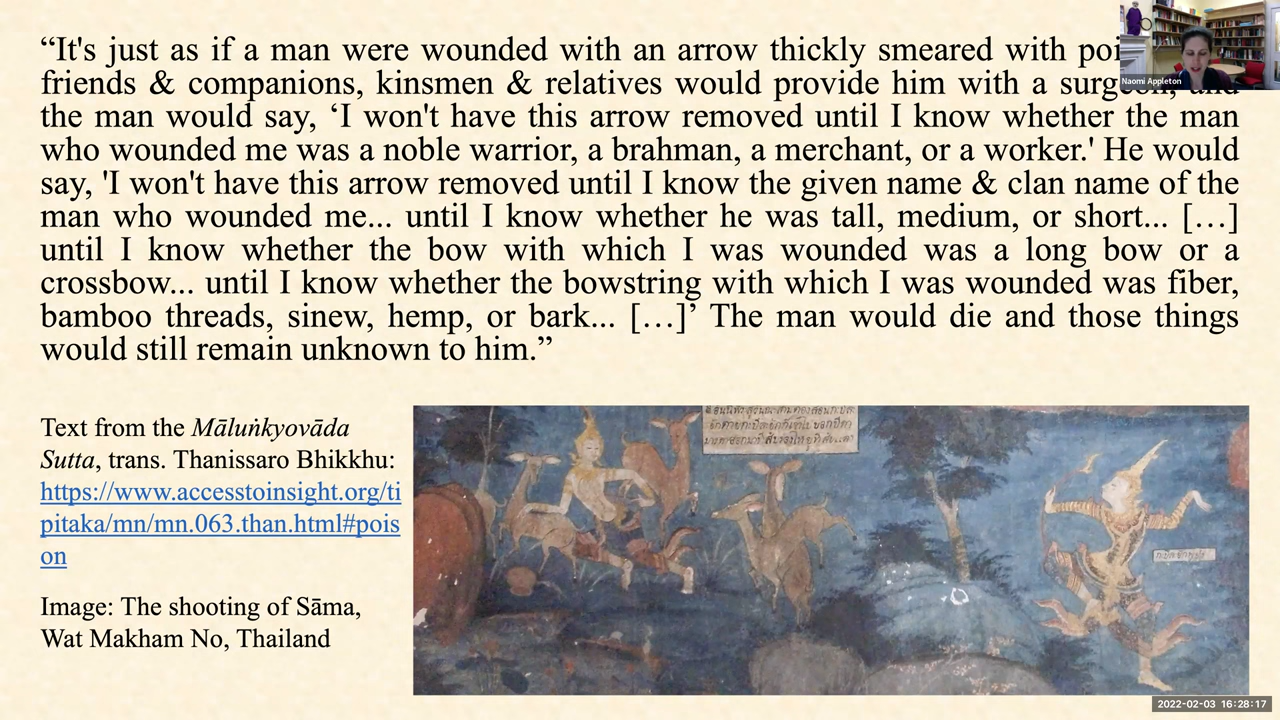 “It's just as if a man were wounded with an arrow thickly smeared with
friends & companions, kinsmen & relatives would provide him with a
the man would say, ‘I won't have this arrow removed until I know whether the man
who wounded me was a noble warrior, a brahman, a merchant, or a worker.' He would
say, 'I won't have this arrow removed until I know the given name & clan name of the
man who wounded me... until I know whether he was tall, medium, or short... […]
until I know whether the bow with which I was wounded was a long bow or a
crossbow... until I know whether the bowstring with which I was wounded was fiber,
bamboo threads, sinew, hemp, or bark... […]’ The man would die and those things
would still remain unknown to him.”
Naomi Appleton
Text from the Māluṅkyovāda
Sutta, trans. Thanissaro Bhikkhu:
https://www.accesstoinsight.org/ti
pitaka/mn/mn.063.than.html#pois
on
Image: The shooting of Sāma,
Wat Makham No, Thailand
2022-02-03 16:28:17